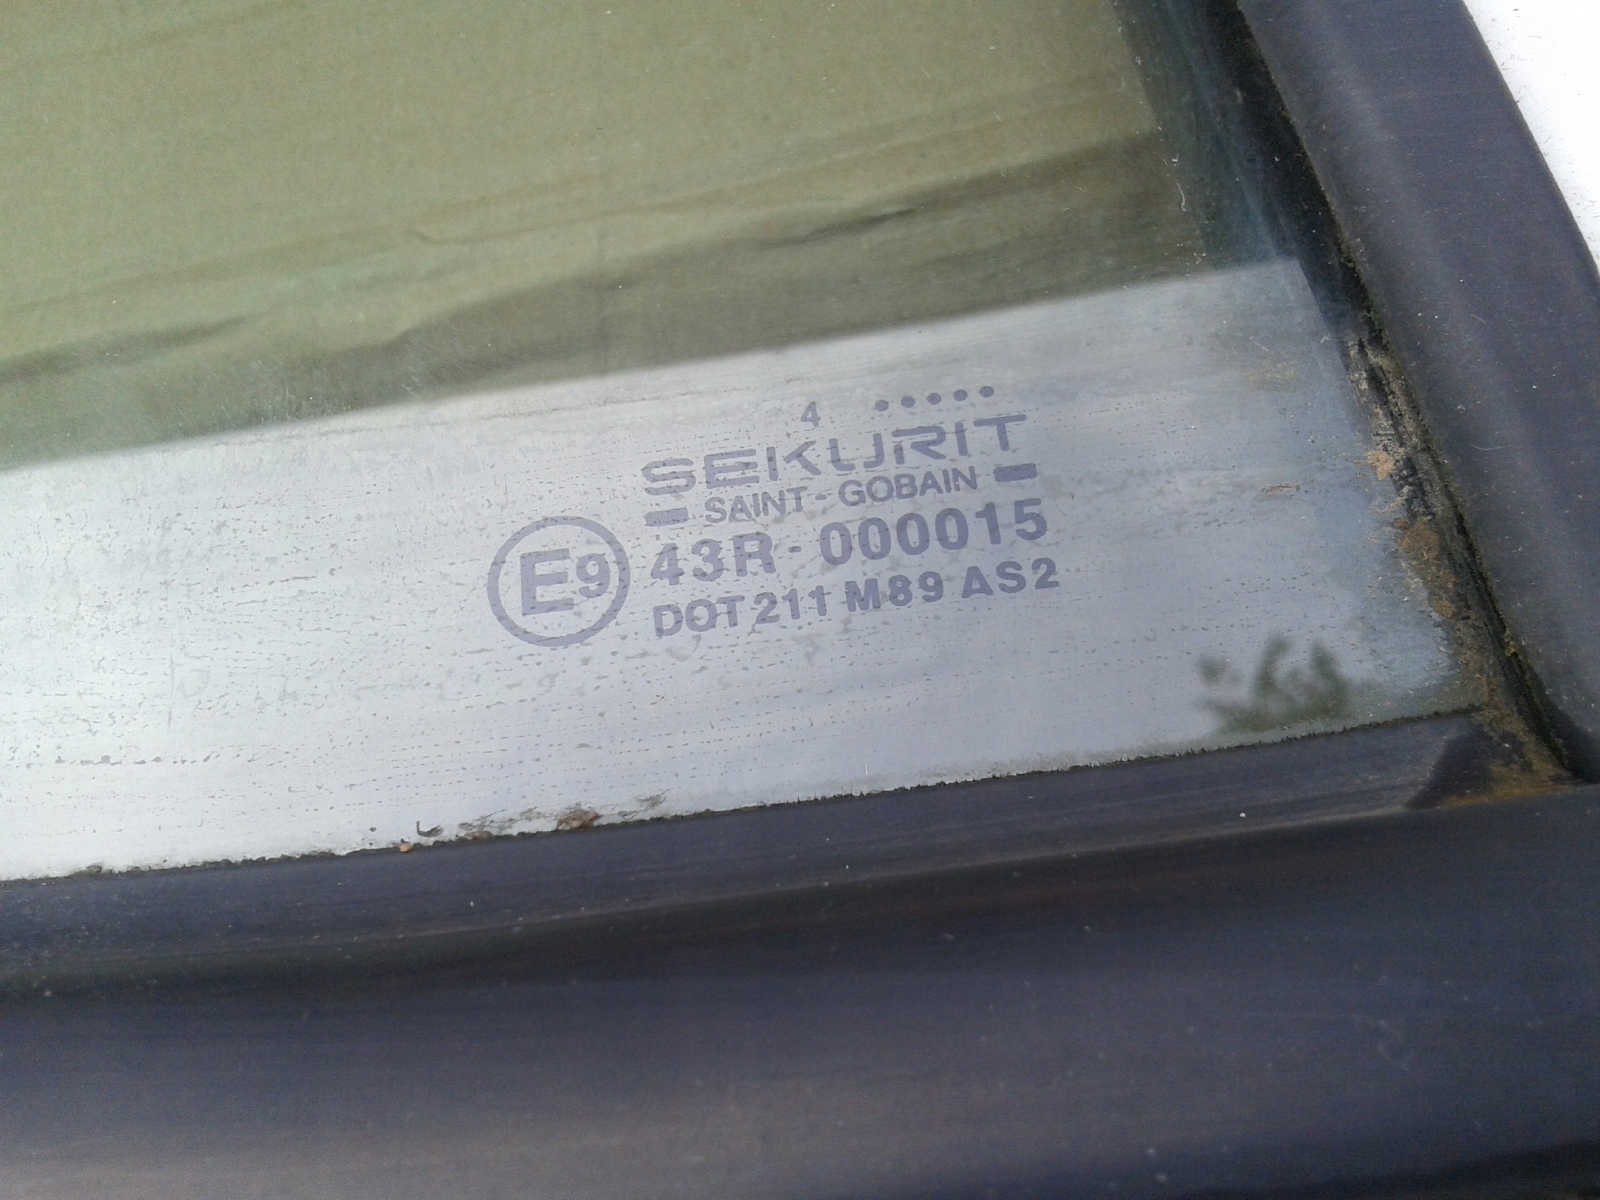 4 •••••
SEKURIT
SAINT-GOBAIN
E9 43R-000015
DOT 211 M89 AS2